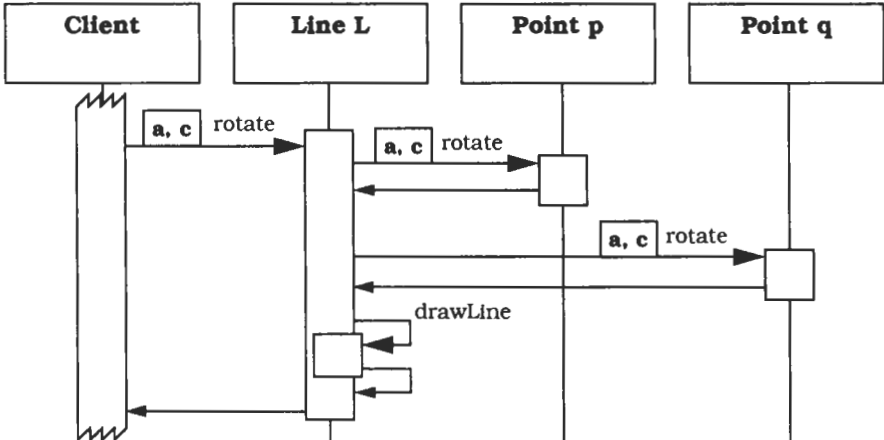 Client
Line L
Point p
Point q
a, c rotate
a, c rotate
a, c rotate
drawLine